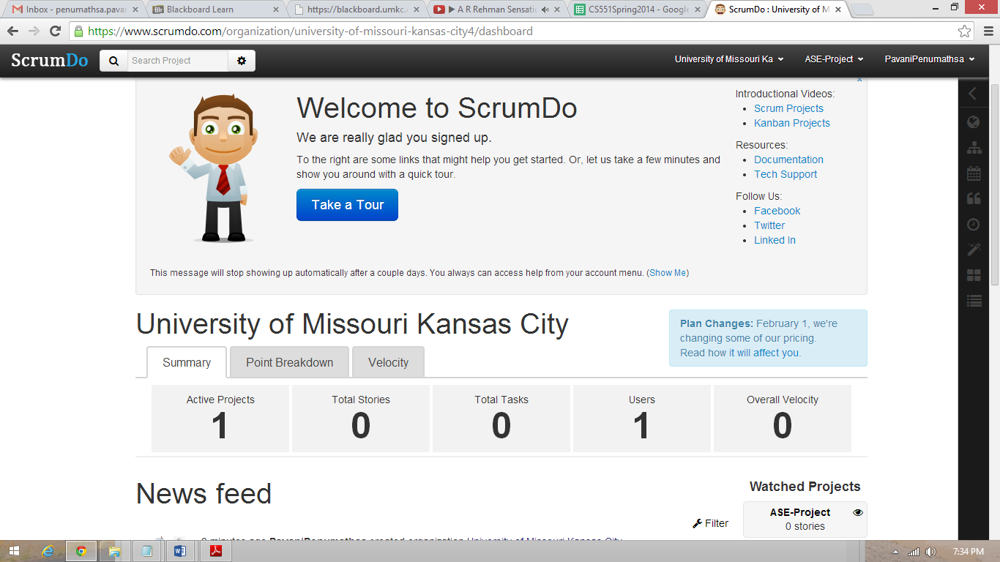 Inbox - penumathsa.pavan
Blackboard Learn
https://blackboard.umkc.e
A R Rehman Sensatio
CS551Spring2014 - Google
ScrumDo : University of M
https://www.scrumdo.com/organization/university-of-missouri-kansas-city4/dashboard
ScrumDo
Search Project
University of Missouri Ka
ASE-Project
PavaniPenumathsa
Welcome to ScrumDo
We are really glad you signed up.
To the right are some links that might help you get started. Or, let us take a few minutes and
show you around with a quick tour.
Take a Tour
Introductional Videos:
Scrum Projects
Kanban Projects
Resources:
Documentation
Tech Support
Follow Us:
Facebook
Twitter
Linked In
This message will stop showing up automatically after a couple days. You always can access help from your account menu. (Show Me)
University of Missouri Kansas City
Plan Changes: February 1, we're
changing some of our pricing.
Read how it will affect you.
Summary
Point Breakdown
Velocity
Active Projects
1
Total Stories
0
Total Tasks
0
Users
1
Overall Velocity
0
News feed
Filter
Watched Projects
ASE-Project
0 stories
minutes ago PavaniPenumathsa created organization University of Missouri Kansas City
7:34 PM